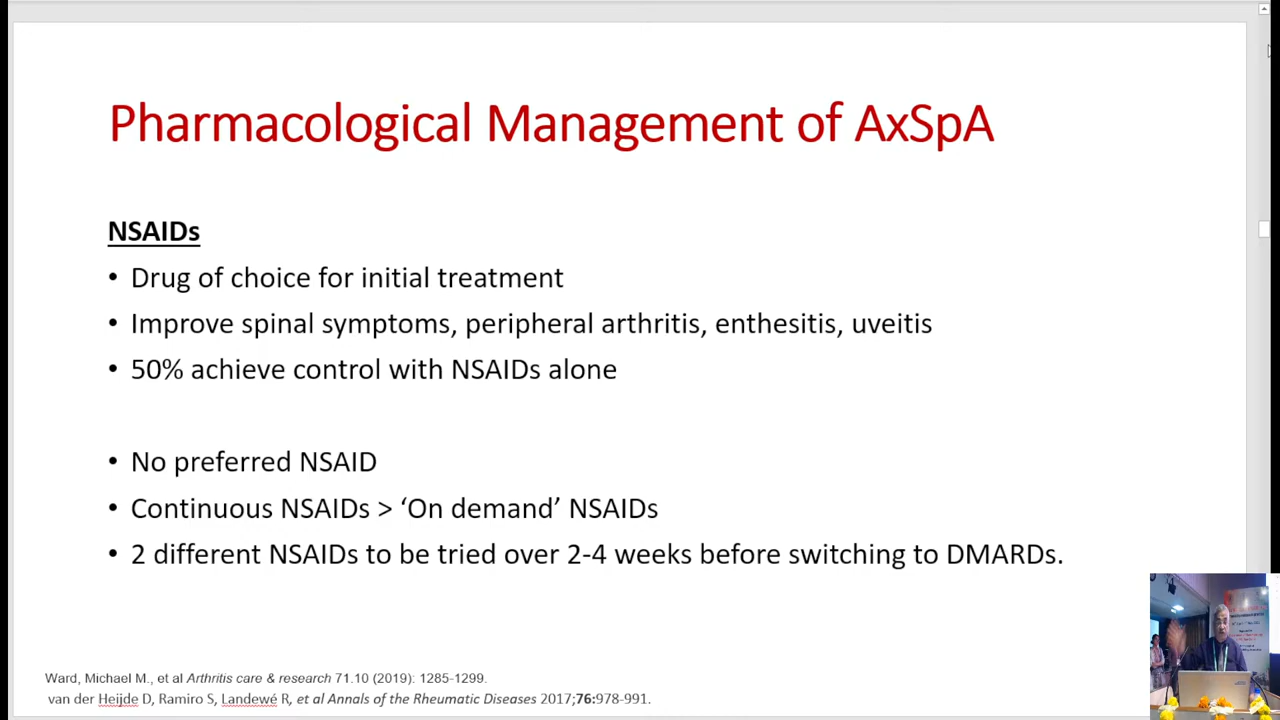 Pharmacological Management of AxSpA
NSAIDs
• Drug of choice for initial treatment
• Improve spinal symptoms, peripheral arthritis, enthesitis, uveitis
• 50% achieve control with NSAIDs alone
• No preferred NSAID
• Continuous NSAIDs > ‘On demand’ NSAIDs
• 2 different NSAIDs to be tried over 2-4 weeks before switching to DMARDs.
Ward, Michael M., et al Arthritis care & research 71.10 (2019): 1285-1299.
van der Heijde D, Ramiro S, Landewé R, et al Annals of the Rheumatic Diseases 2017;76:978-991.